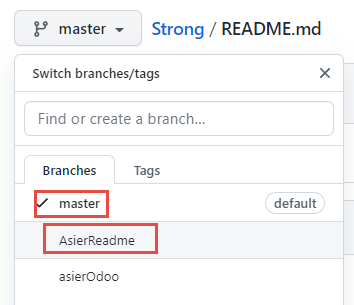 master Strong / README.md
Switch branches/tags
Find or create a branch...
Branches Tags
master default
AsierReadme
asierOdoo